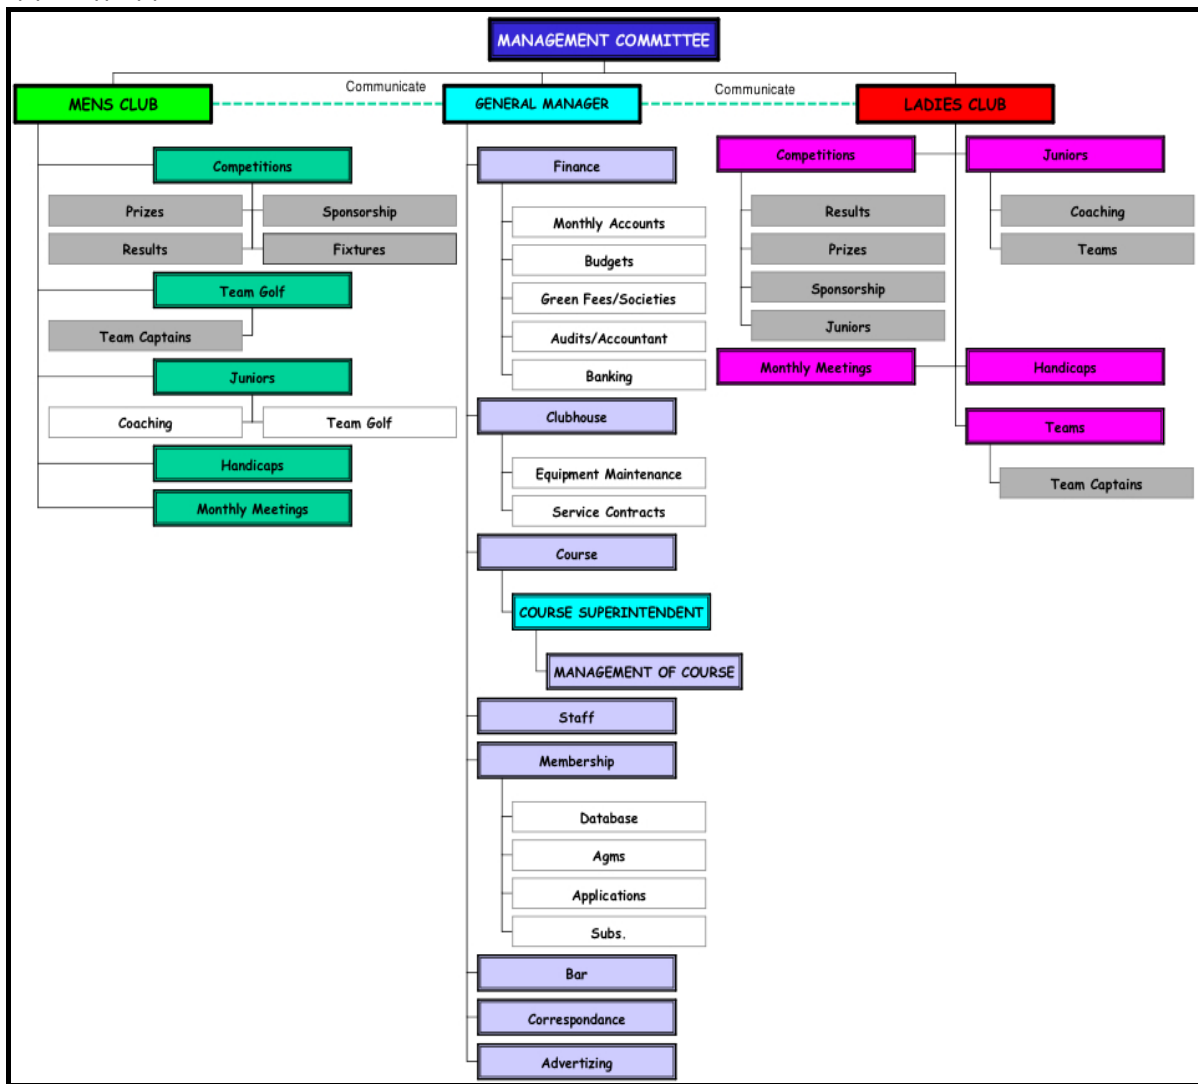 MANAGEMENT COMMITTEE
Communicate
Communicate
MENS CLUB
GENERAL MANAGER
LADIES CLUB
Competitions
Prizes
Sponsorship
Results
Fixtures
Team Golf
Team Captains
Juniors
Coaching
Team Golf
Handicaps
Monthly Meetings
Finance
Monthly Accounts
Budgets
Green Fees/Societies
Audits/Accountant
Banking
Clubhouse
Equipment Maintenance
Service Contracts
Course
COURSE SUPERINTENDENT
MANAGEMENT OF COURSE
Staff
Membership
Database
Agms
Applications
Subs.
Bar
Correspondance
Advertizing
Competitions
Results
Prizes
Sponsorship
Juniors
Monthly Meetings
Juniors
Coaching
Teams
Handicaps
Teams
Team Captains